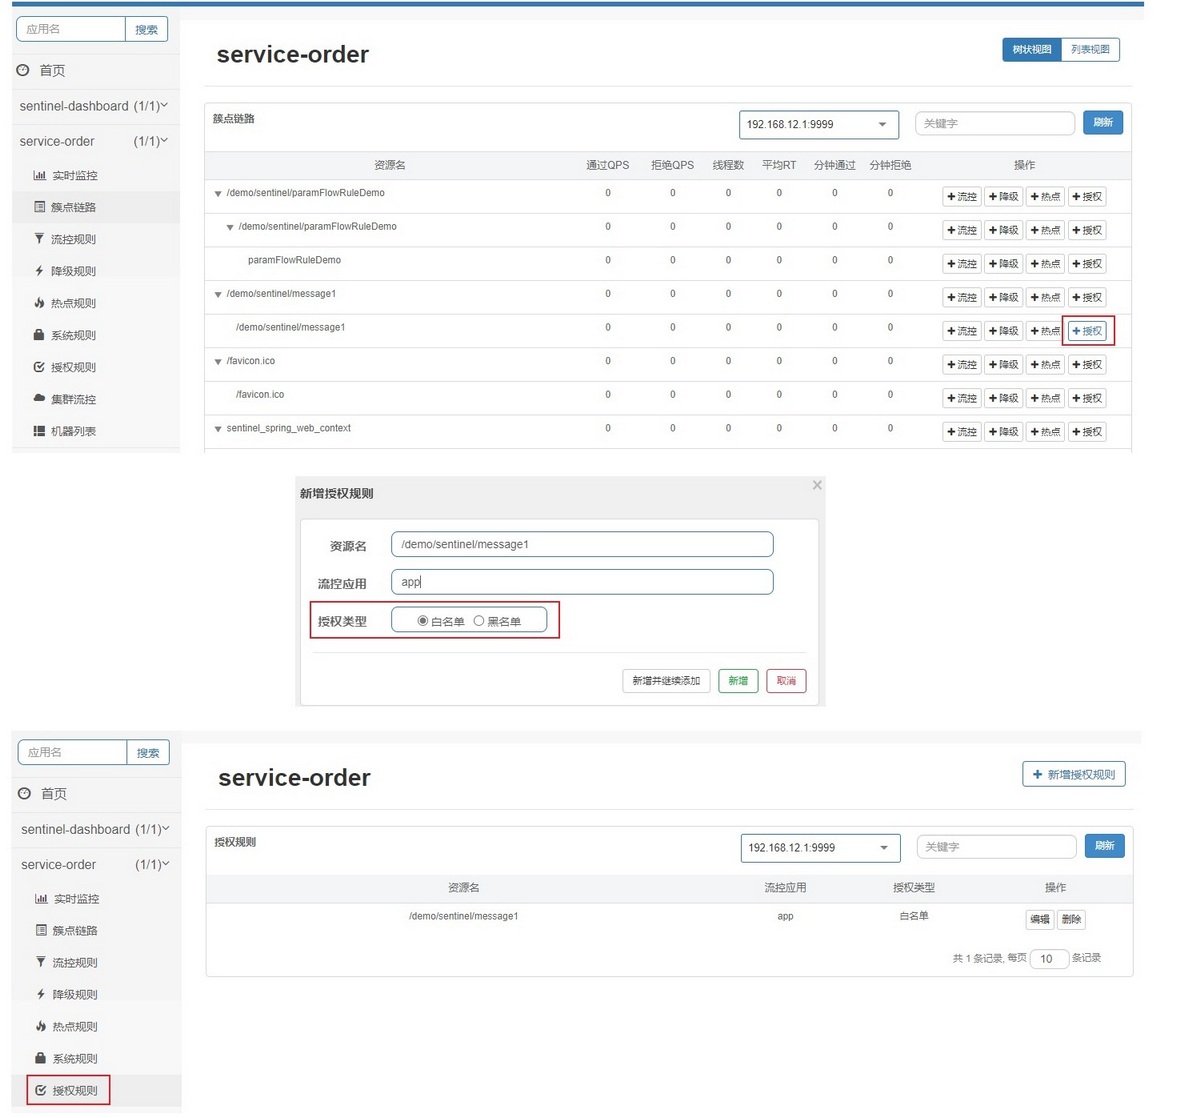 应用名 搜索
首页
sentinel-dashboard (1/1)
service-order (1/1)
实时监控
簇点链路
流控规则
降级规则
热点规则
系统规则
授权规则
集群流控
机器列表
service-order 树状视图 列表视图
簇点链路 192.168.12.1:9999 关键字 刷新
资源名 通过QPS 拒绝QPS 线程数 平均RT 分钟通过 分钟拒绝 操作
/demo/sentinel/paramFlowRuleDemo 0 0 0 0 0 0 +流控 +降级 +热点 +授权
/demo/sentinel/paramFlowRuleDemo 0 0 0 0 0 0 +流控 +降级 +热点 +授权
paramFlowRuleDemo 0 0 0 0 0 0 +流控 +降级 +热点 +授权
/demo/sentinel/message1 0 0 0 0 0 0 +流控 +降级 +热点 +授权
/demo/sentinel/message1 0 0 0 0 0 0 +流控 +降级 +热点 +授权
/favicon.ico 0 0 0 0 0 0 +流控 +降级 +热点 +授权
/favicon.ico 0 0 0 0 0 0 +流控 +降级 +热点 +授权
sentinel_spring_web_context 0 0 0 0 0 0 +流控 +降级 +热点 +授权
新增授权规则 ×
资源名 /demo/sentinel/message1
流控应用 app
授权类型 白名单 黑名单
新增并继续添加 新增 取消
应用名 搜索
首页
sentinel-dashboard (1/1)
service-order (1/1)
实时监控
簇点链路
流控规则
降级规则
热点规则
系统规则
授权规则
service-order + 新增授权规则
授权规则 192.168.12.1:9999 关键字 刷新
资源名 流控应用 授权类型 操作
/demo/sentinel/message1 app 白名单 编辑 删除
共 1 条记录, 每页 10 条记录